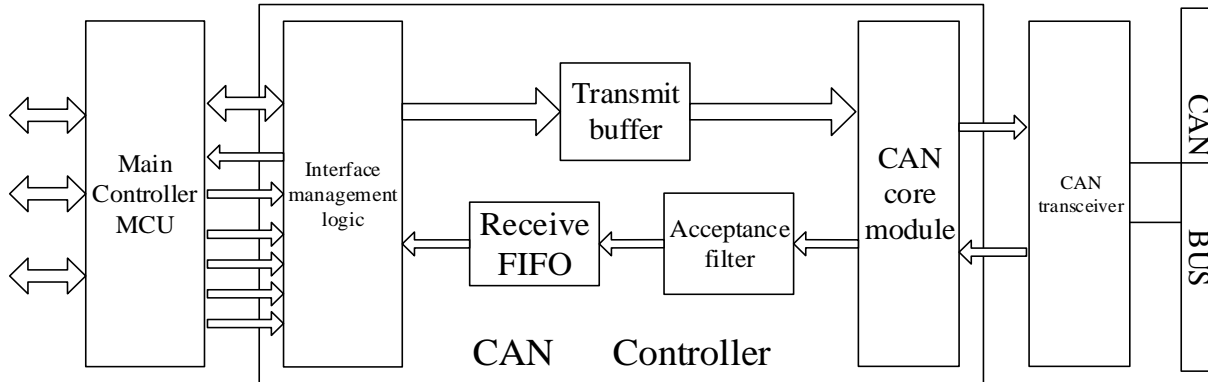 Main
Controller
MCU
Interface
management
logic
Transmit
buffer
Receive
FIFO
Acceptance
filter
CAN
core
module
CAN
transceiver
CAN
BUS
CAN Controller